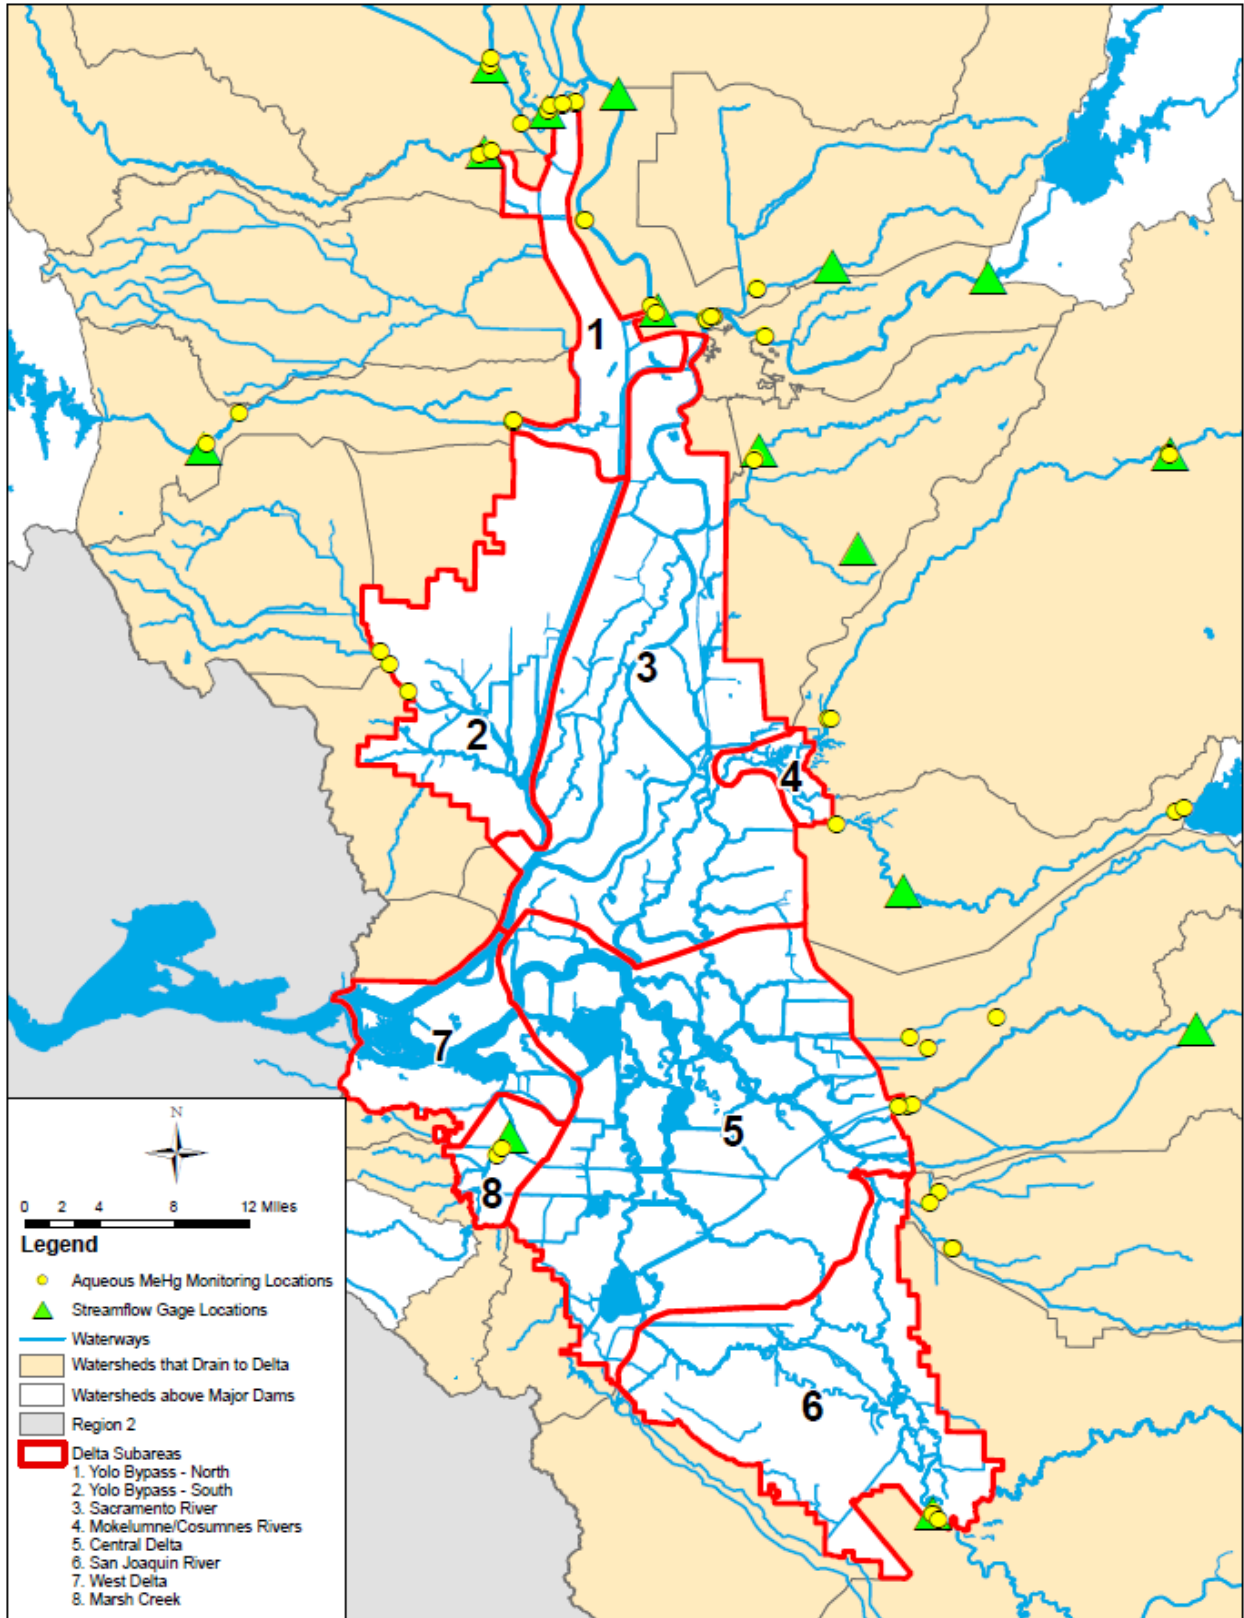 1
2
3
4
5
6
7
8
N
0 2 4 8 12 Miles
Legend
Aqueous MeHg Monitoring Locations
Streamflow Gage Locations
Waterways
Watersheds that Drain to Delta
Watersheds above Major Dams
Region 2
Delta Subareas
1. Yolo Bypass - North
2. Yolo Bypass - South
3. Sacramento River
4. Mokelumne/Cosumnes Rivers
5. Central Delta
6. San Joaquin River
7. West Delta
8. Marsh Creek